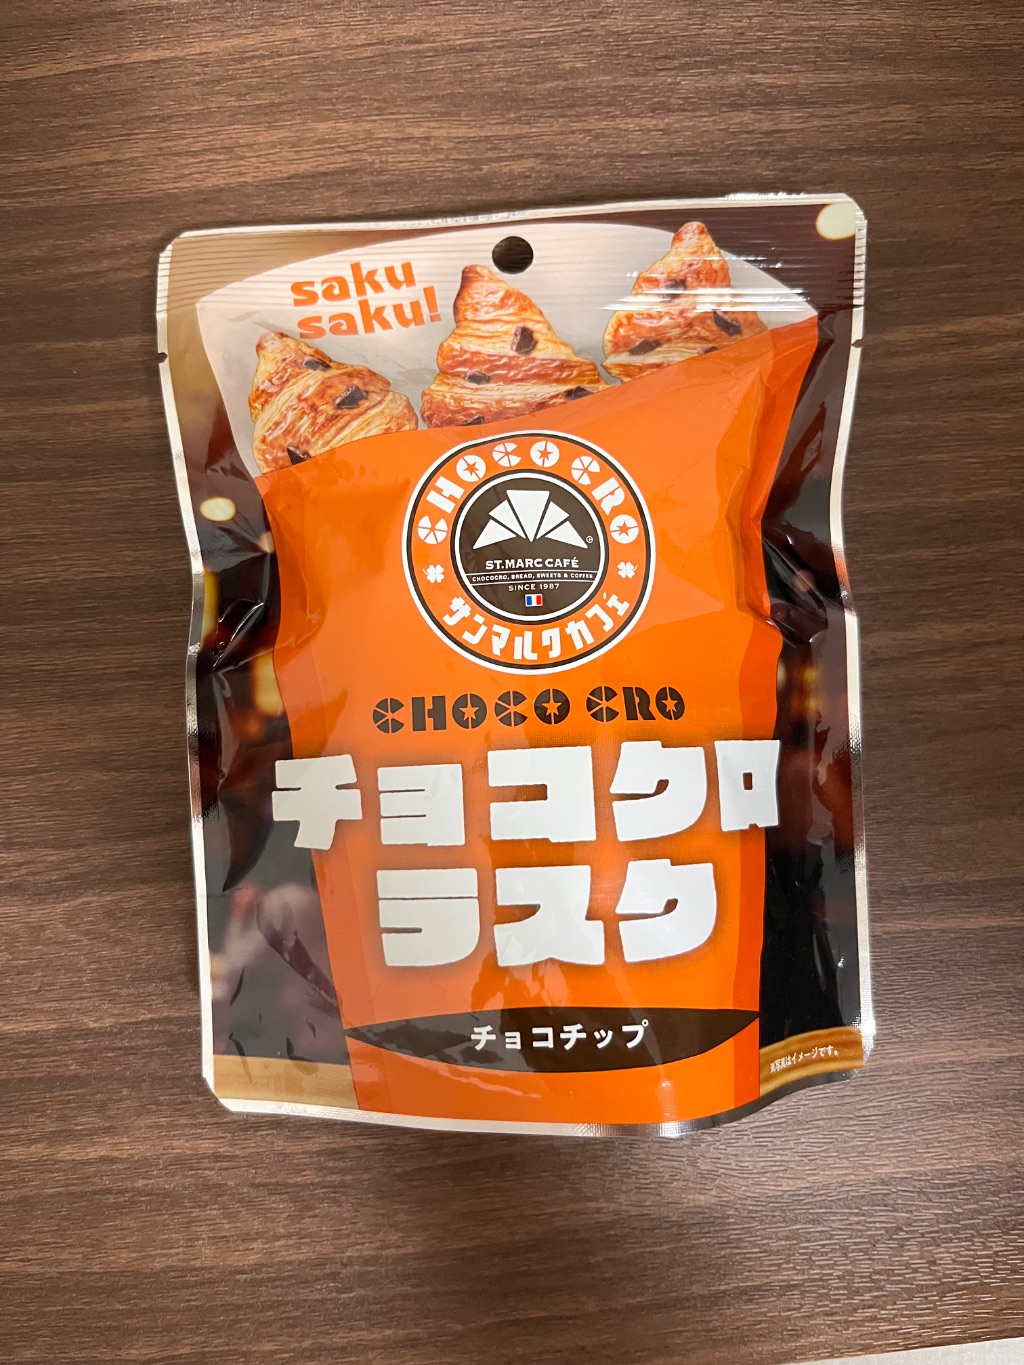 saku
saku!
CHOCO CRO
ST.MARC CAFÉ
CHOCOCRO, BREAD, SWEETS & COFFEE
SINCE 1987
サンマルクカフェ
CHOCO CRO
チョコクロ
ラスク
チョコチップ
※写真はイメージです。